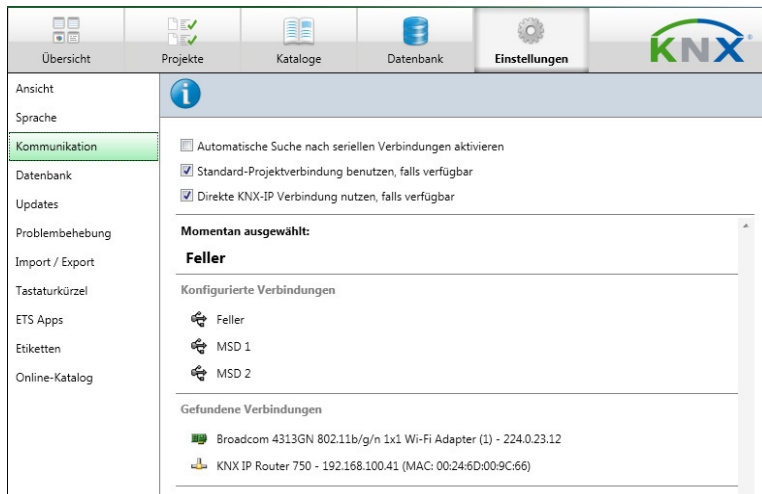 Übersicht
Projekte
Kataloge
Datenbank
Einstellungen
KNX
Ansicht
Sprache
Kommunikation
Datenbank
Updates
Problembehebung
Import / Export
Tastaturkürzel
ETS Apps
Etiketten
Online-Katalog
Automatische Suche nach seriellen Verbindungen aktivieren
Standard-Projektverbindung benutzen, falls verfügbar
Direkte KNX-IP Verbindung nutzen, falls verfügbar
Momentan ausgewählt:
Feller
Konfigurierte Verbindungen
Feller
MSD 1
MSD 2
Gefundene Verbindungen
Broadcom 4313GN 802.11b/g/n 1x1 Wi-Fi Adapter (1) - 224.0.23.12
KNX IP Router 750 - 192.168.100.41 (MAC: 00:24:6D:00:9C:66)